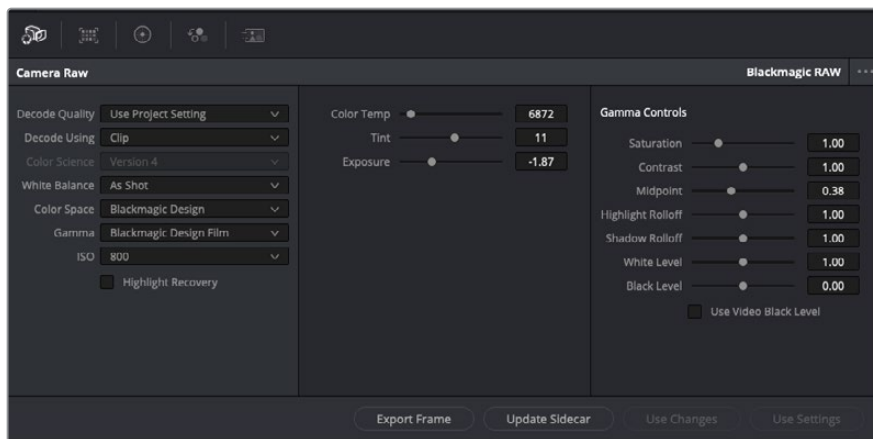 Camera Raw
Blackmagic RAW
Decode Quality Use Project Setting
Decode Using Clip
Color Science Version 4
White Balance As Shot
Color Space Blackmagic Design
Gamma Blackmagic Design Film
ISO 800
Highlight Recovery
Color Temp 6872
Tint 11
Exposure -1.87
Gamma Controls
Saturation 1.00
Contrast 1.00
Midpoint 0.38
Highlight Rolloff 1.00
Shadow Rolloff 1.00
White Level 1.00
Black Level 0.00
Use Video Black Level
Export Frame
Update Sidecar
Use Changes
Use Settings